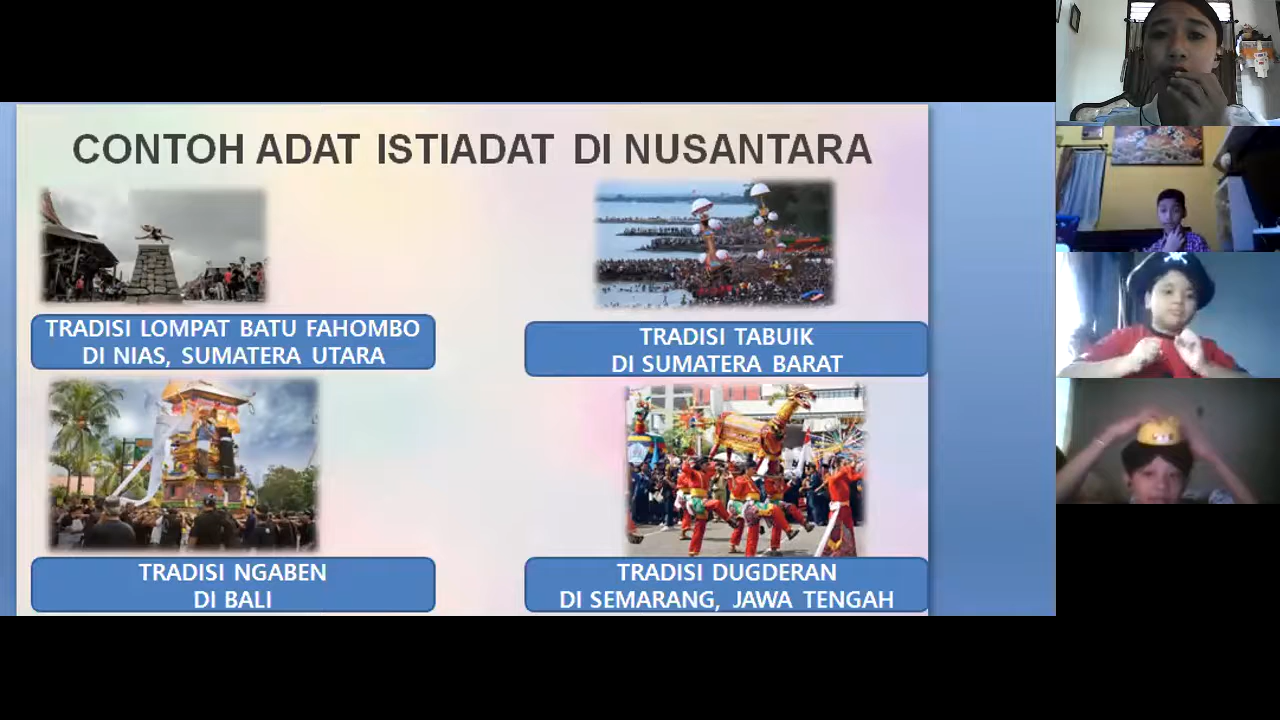 CONTOH ADAT ISTIADAT DI NUSANTARA
TRADISI LOMPAT BATU FAHOMBO
DI NIAS, SUMATERA UTARA
TRADISI TABUIK
DI SUMATERA BARAT
TRADISI NGABEN
DI BALI
TRADISI DUGDERAN
DI SEMARANG, JAWA TENGAH